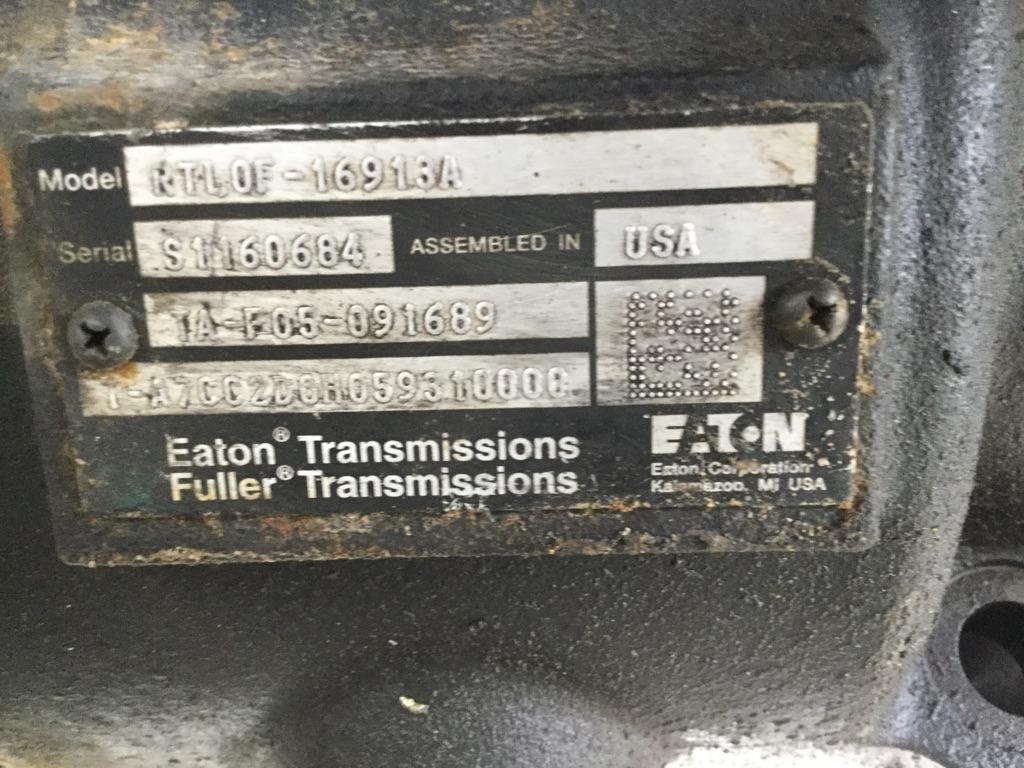 Model RTLOF-16913A
Serial S1160684 ASSEMBLED IN USA
TA-F05-091689
Eaton® Transmissions
Fuller® Transmissions
EATON
Eaton Corporation
Kalamazoo, MI USA